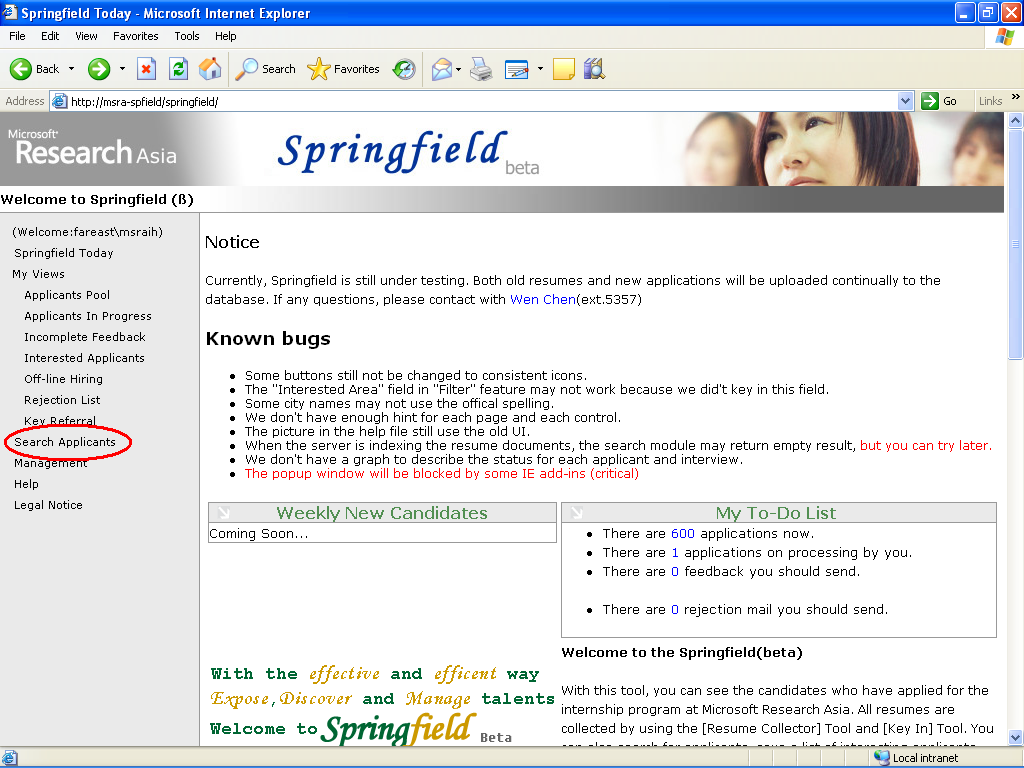 Springfield Today - Microsoft Internet Explorer
File Edit View Favorites Tools Help
Back Search Favorites
Address http://msra-spfield/springfield/ Go Links »
Microsoft®
Research Asia
Springfield beta
Welcome to Springfield (ß)
(Welcome:fareast\msraih)
Springfield Today
My Views
Applicants Pool
Applicants In Progress
Incomplete Feedback
Interested Applicants
Off-line Hiring
Rejection List
Key Referral
Search Applicants
Management
Help
Legal Notice
Notice
Currently, Springfield is still under testing. Both old resumes and new applications will be uploaded continually to the
database. If any questions, please contact with Wen Chen(ext.5357)
Known bugs
• Some buttons still not be changed to consistent icons.
• The "Interested Area" field in "Filter" feature may not work because we did't key in this field.
• Some city names may not use the offical spelling.
• We don't have enough hint for each page and each control.
• The picture in the help file still use the old UI.
• When the server is indexing the resume documents, the search module may return empty result, but you can try later.
• We don't have a graph to describe the status for each applicant and interview.
• The popup window will be blocked by some IE add-ins (critical)
Weekly New Candidates
Coming Soon...
My To-Do List
• There are 600 applications now.
• There are 1 applications on processing by you.
• There are 0 feedback you should send.
• There are 0 rejection mail you should send.
With the effective and efficent way
Expose,Discover and Manage talents
Welcome to Springfield Beta
Welcome to the Springfield(beta)
With this tool, you can see the candidates who have applied for the
internship program at Microsoft Research Asia. All resumes are
collected by using the [Resume Collector] Tool and [Key In] Tool. You
can also search for applicants, save a list of interesting applicants
Local intranet